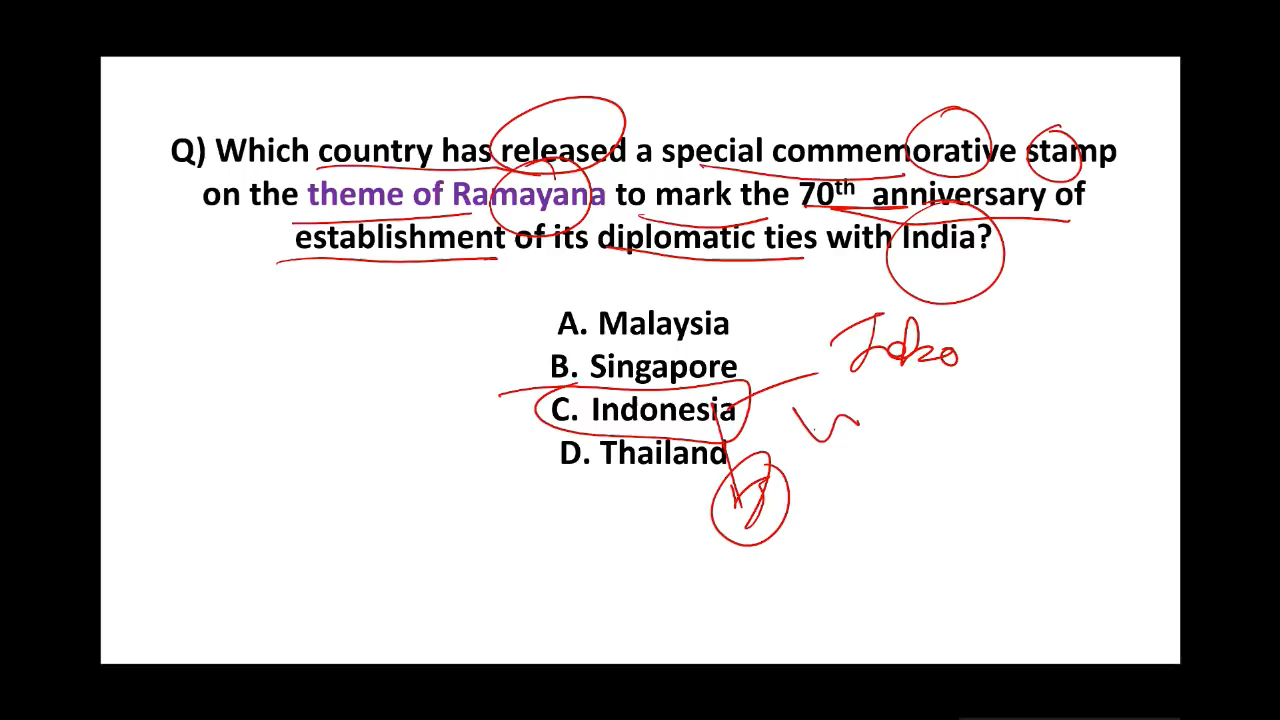 Q) Which country has released a special commemorative stamp
on the theme of Ramayana to mark the 70th anniversary of
establishment of its diplomatic ties with India?
A. Malaysia
B. Singapore
C. Indonesia
D. Thailand